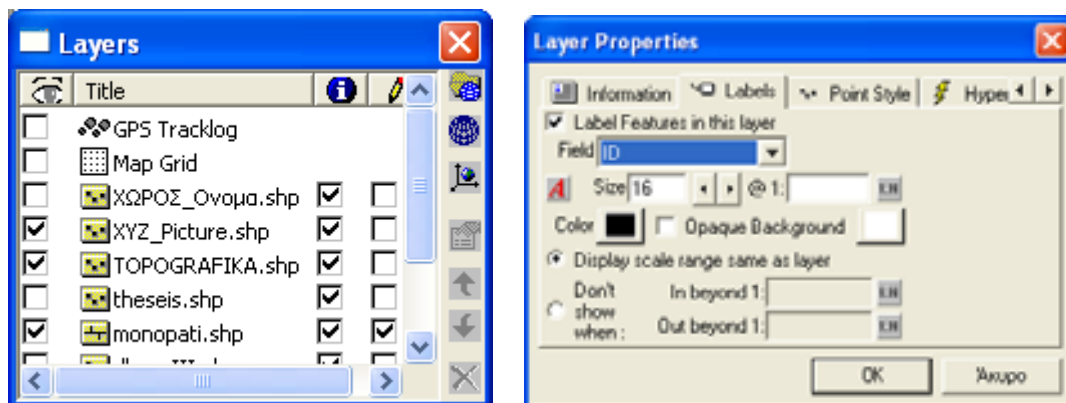 Layers
Title
GPS Tracklog
Map Grid
ΧΩΡΟΣ_Ονομα.shp
XYZ_Picture.shp
TOPOGRAFIKA.shp
theseis.shp
monopati.shp
Layer Properties
Information Labels Point Style Hyper
Label Features in this layer
Field ID
A Size 16 @ 1:
Color Opaque Background
Display scale range same as layer
Don't show when :
In beyond 1:
Out beyond 1:
OK Άκυρο